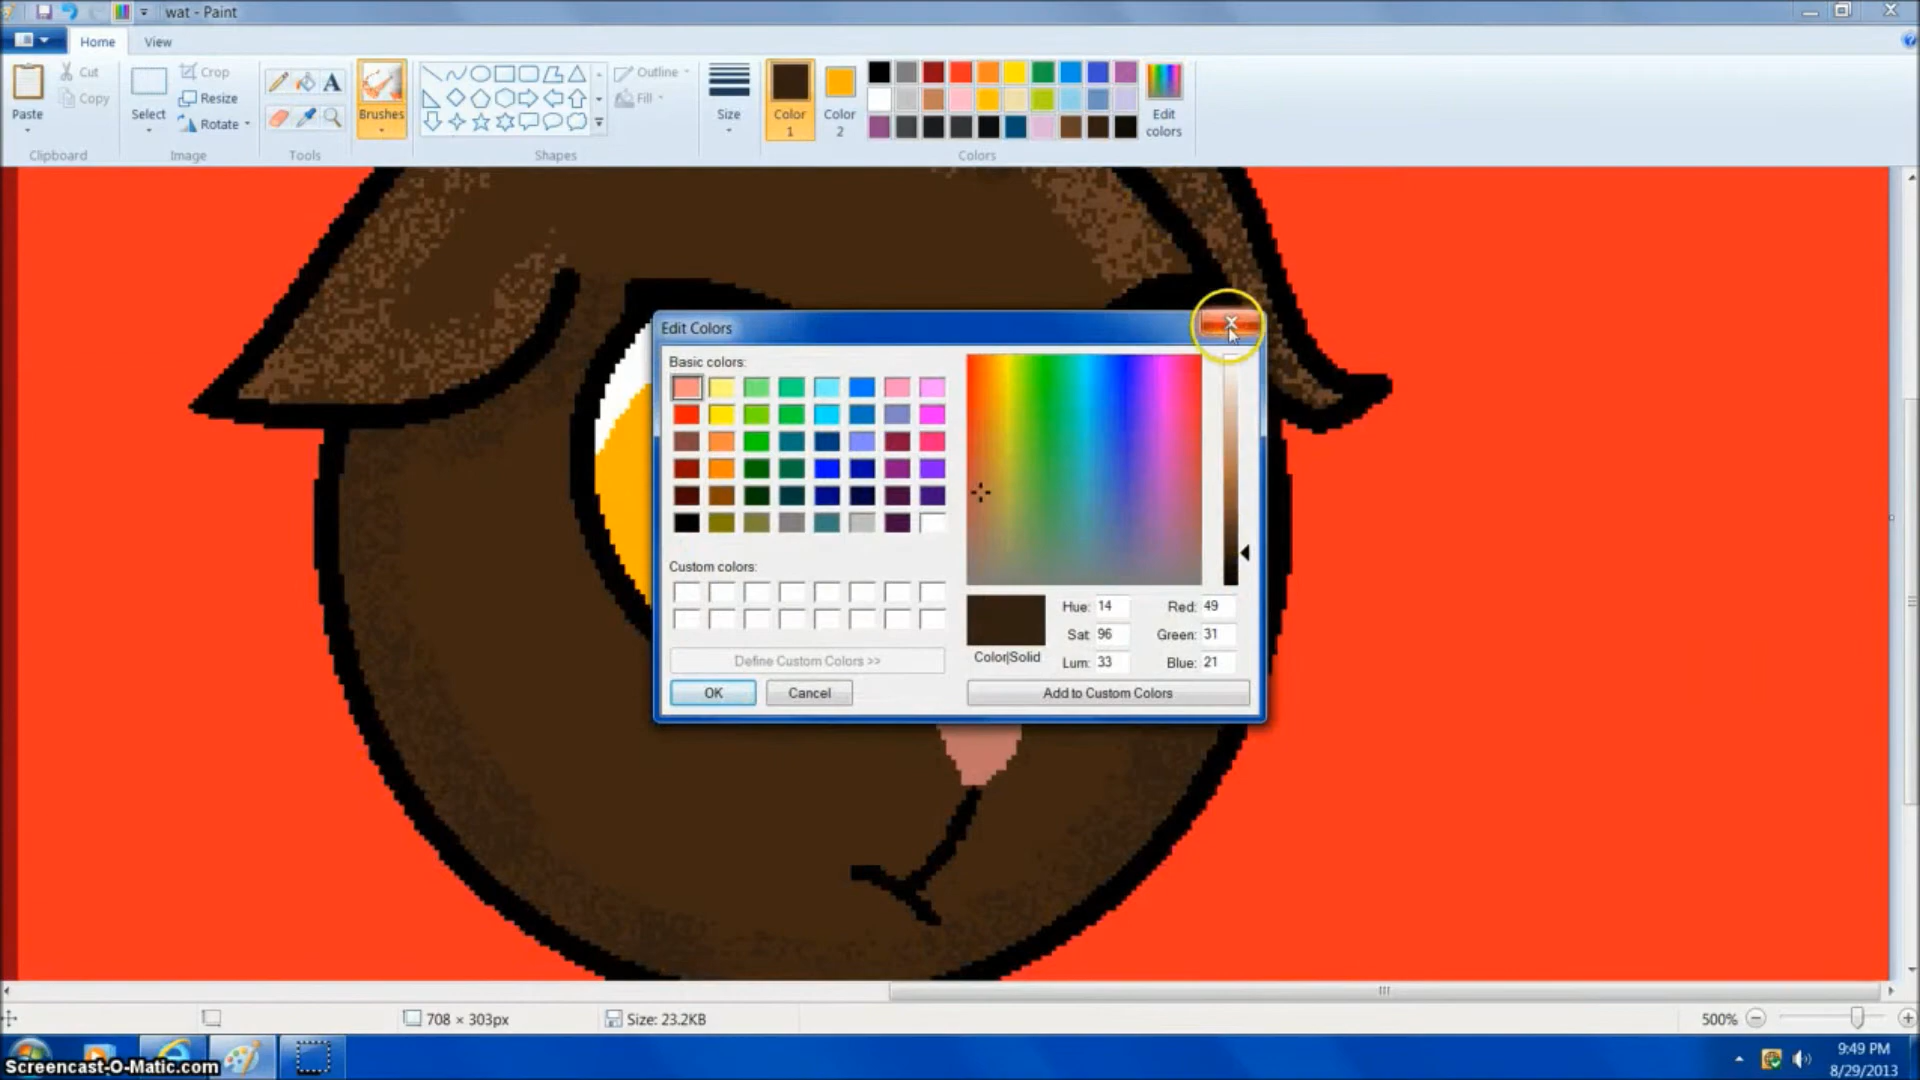 wat - Paint
Home View
Paste
Cut
Copy
Clipboard
Select
Crop
Resize
Rotate
Image
A
Tools
Brushes
Outline
Fill
Shapes
Size
Color 1
Color 2
Edit colors
Colors
Edit Colors
Basic colors:
Custom colors:
Define Custom Colors >>
OK Cancel
Color|Solid
Hue: 14 Red: 49
Sat: 96 Green: 31
Lum: 33 Blue: 21
Add to Custom Colors
708 × 303px Size: 23.2KB 500%
Screencast-O-Matic.com
9:49 PM
8/29/2013